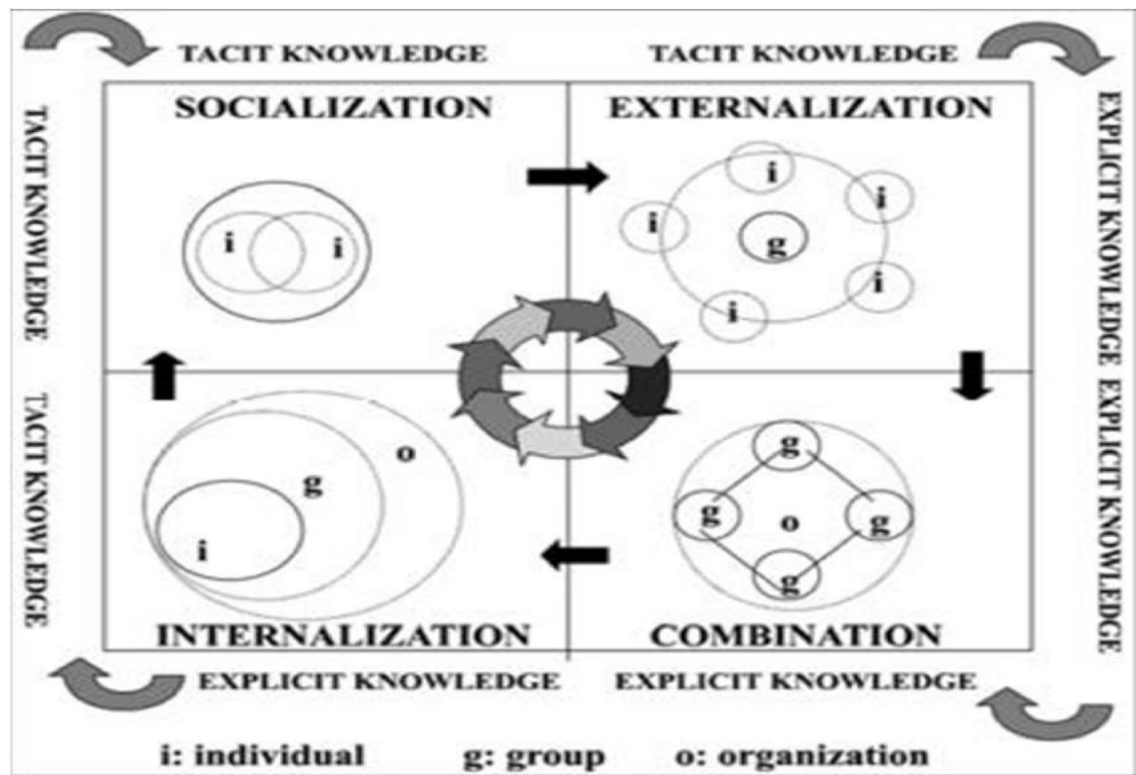 TACIT KNOWLEDGE
TACIT KNOWLEDGE
TACIT KNOWLEDGE
SOCIALIZATION
i
i
EXTERNALIZATION
i
i
i
g
i
i
EXPLICIT KNOWLEDGE
TACIT KNOWLEDGE
o
g
i
INTERNALIZATION
g
g
o
g
g
COMBINATION
EXPLICIT KNOWLEDGE
EXPLICIT KNOWLEDGE
EXPLICIT KNOWLEDGE
i: individual
g: group
o: organization